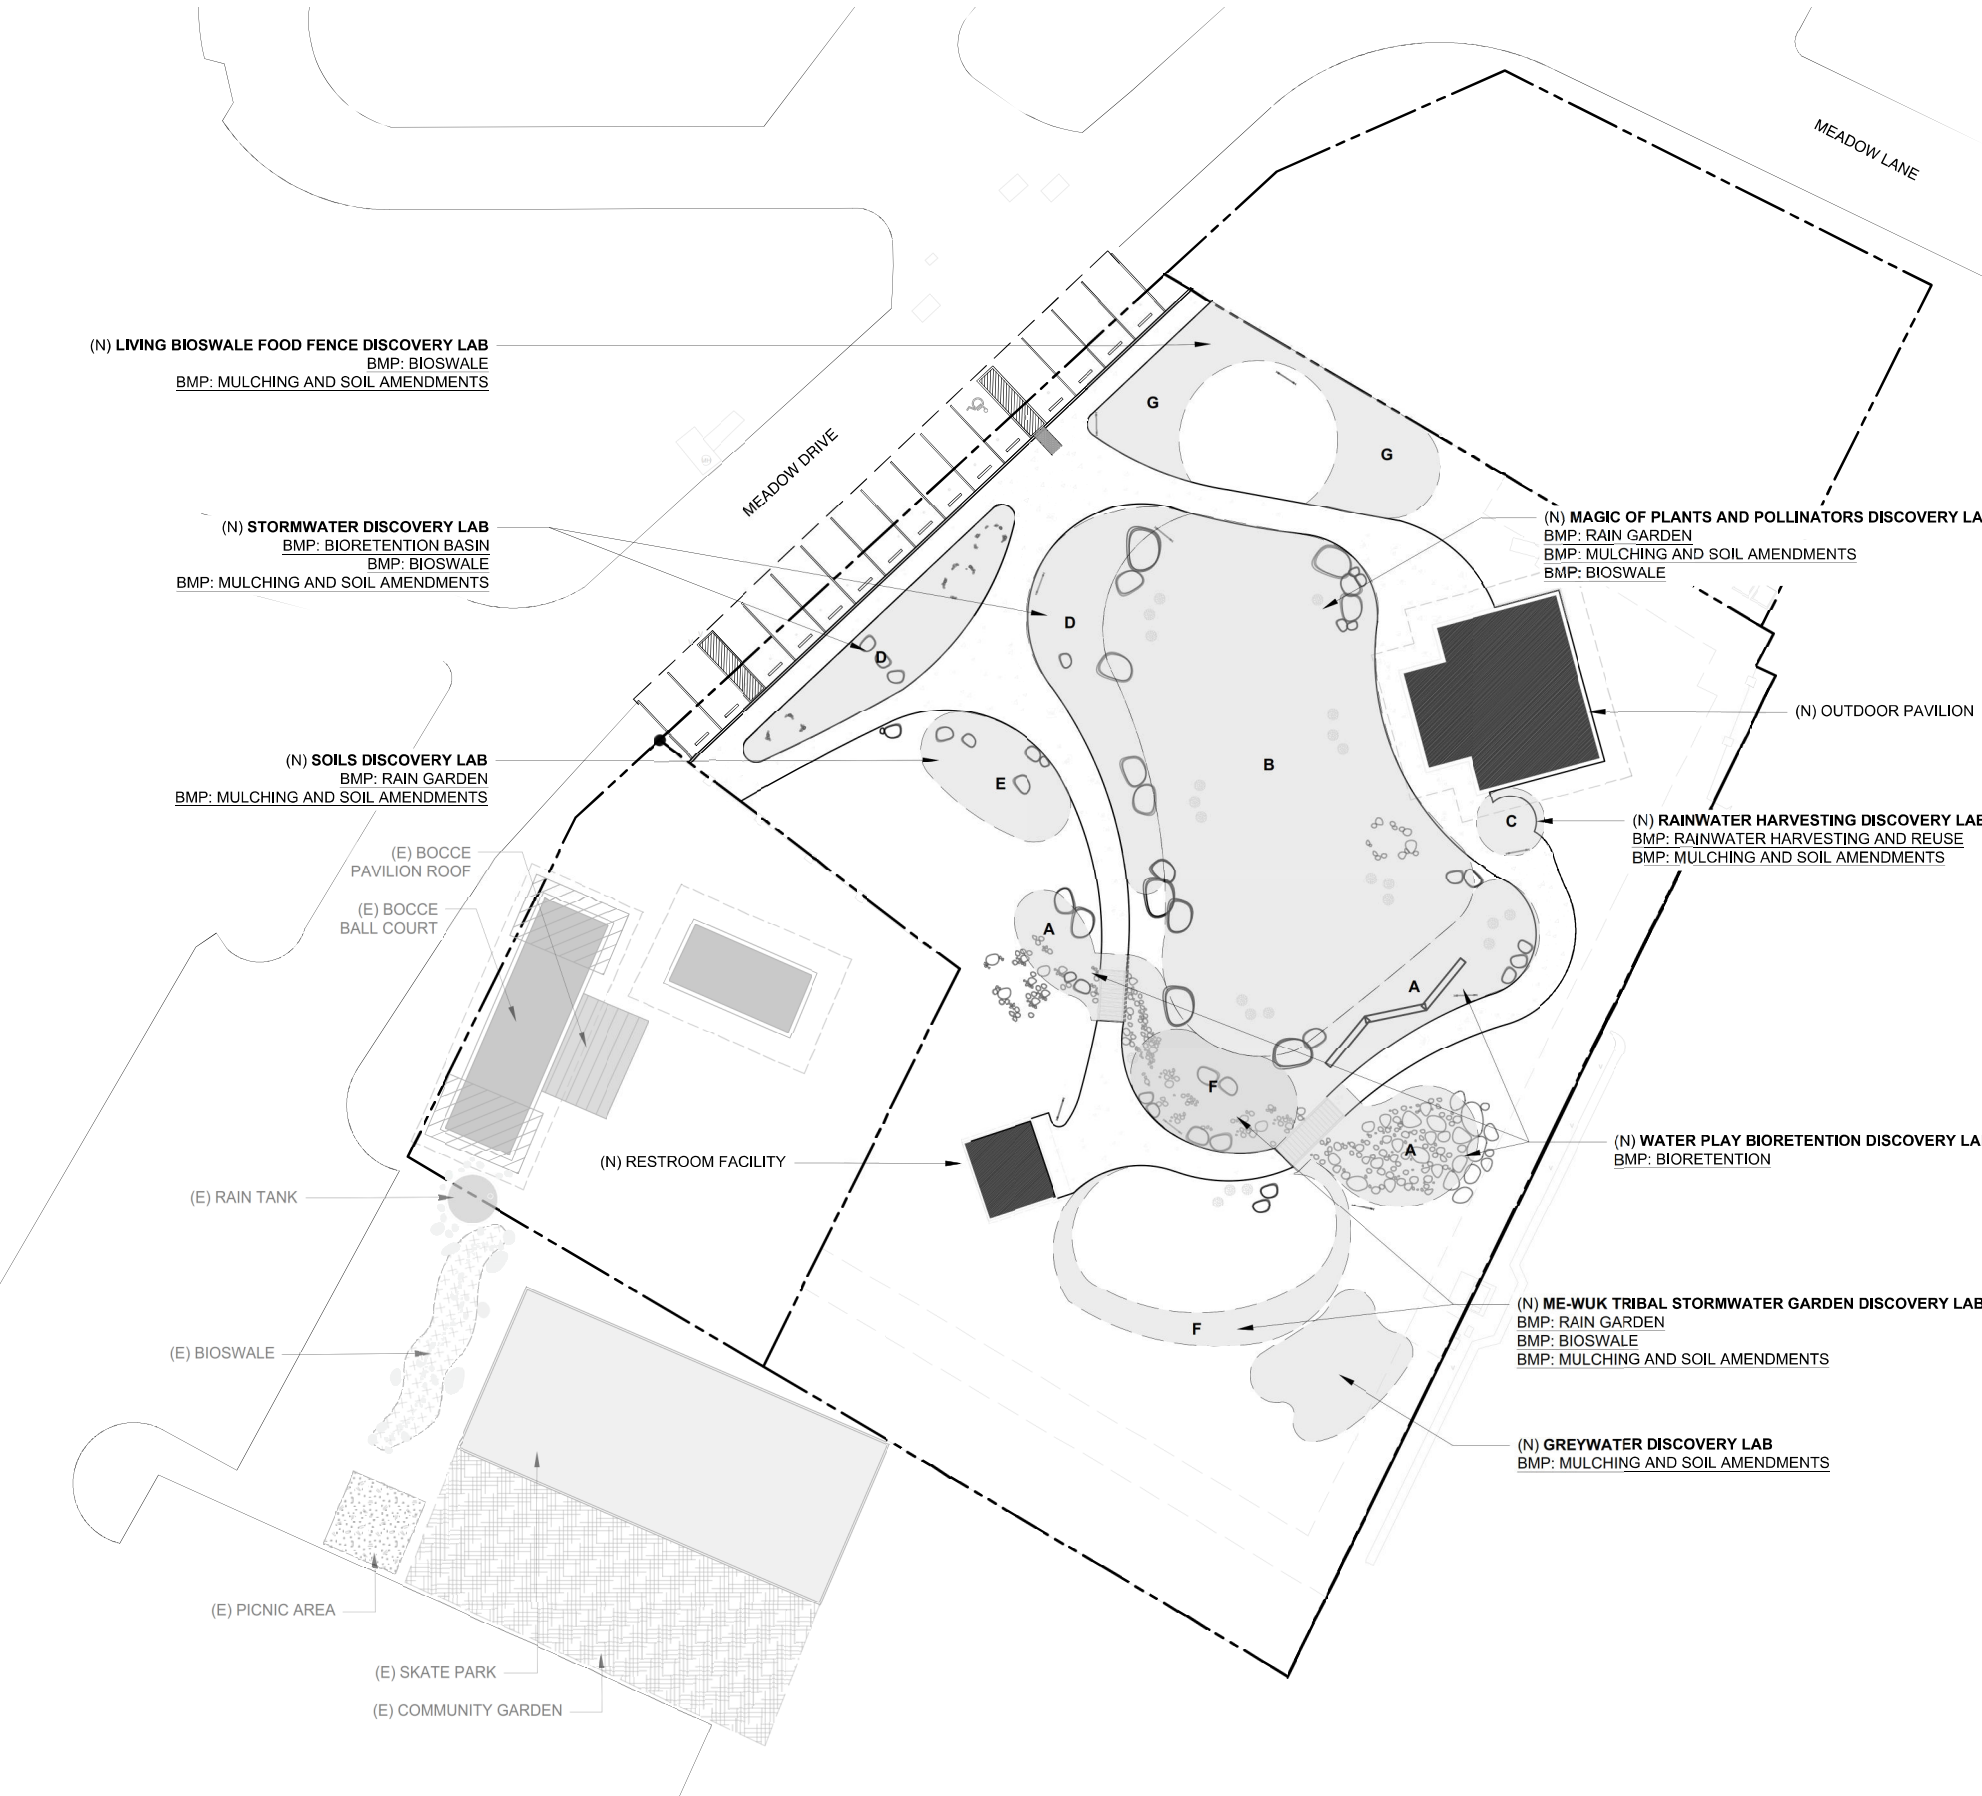 MEADOW LANE
(N) LIVING BIOSWALE FOOD FENCE DISCOVERY LAB
BMP: BIOSWALE
BMP: MULCHING AND SOIL AMENDMENTS
G
G
MEADOW DRIVE
(N) STORMWATER DISCOVERY LAB
BMP: BIORETENTION BASIN
BMP: BIOSWALE
BMP: MULCHING AND SOIL AMENDMENTS
(N) MAGIC OF PLANTS AND POLLINATORS DISCOVERY LA
BMP: RAIN GARDEN
BMP: MULCHING AND SOIL AMENDMENTS
BMP: BIOSWALE
D
D
(N) OUTDOOR PAVILION
(N) SOILS DISCOVERY LAB
BMP: RAIN GARDEN
BMP: MULCHING AND SOIL AMENDMENTS
E
B
C
(N) RAINWATER HARVESTING DISCOVERY LAB
BMP: RAINWATER HARVESTING AND REUSE
BMP: MULCHING AND SOIL AMENDMENTS
(E) BOCCE
PAVILION ROOF
(E) BOCCE
BALL COURT
A
A
F
A
(N) WATER PLAY BIORETENTION DISCOVERY LA
BMP: BIORETENTION
(N) RESTROOM FACILITY
(E) RAIN TANK
(N) ME-WUK TRIBAL STORMWATER GARDEN DISCOVERY LAB
BMP: RAIN GARDEN
BMP: BIOSWALE
BMP: MULCHING AND SOIL AMENDMENTS
F
(E) BIOSWALE
(N) GREYWATER DISCOVERY LAB
BMP: MULCHING AND SOIL AMENDMENTS
(E) PICNIC AREA
(E) SKATE PARK
(E) COMMUNITY GARDEN